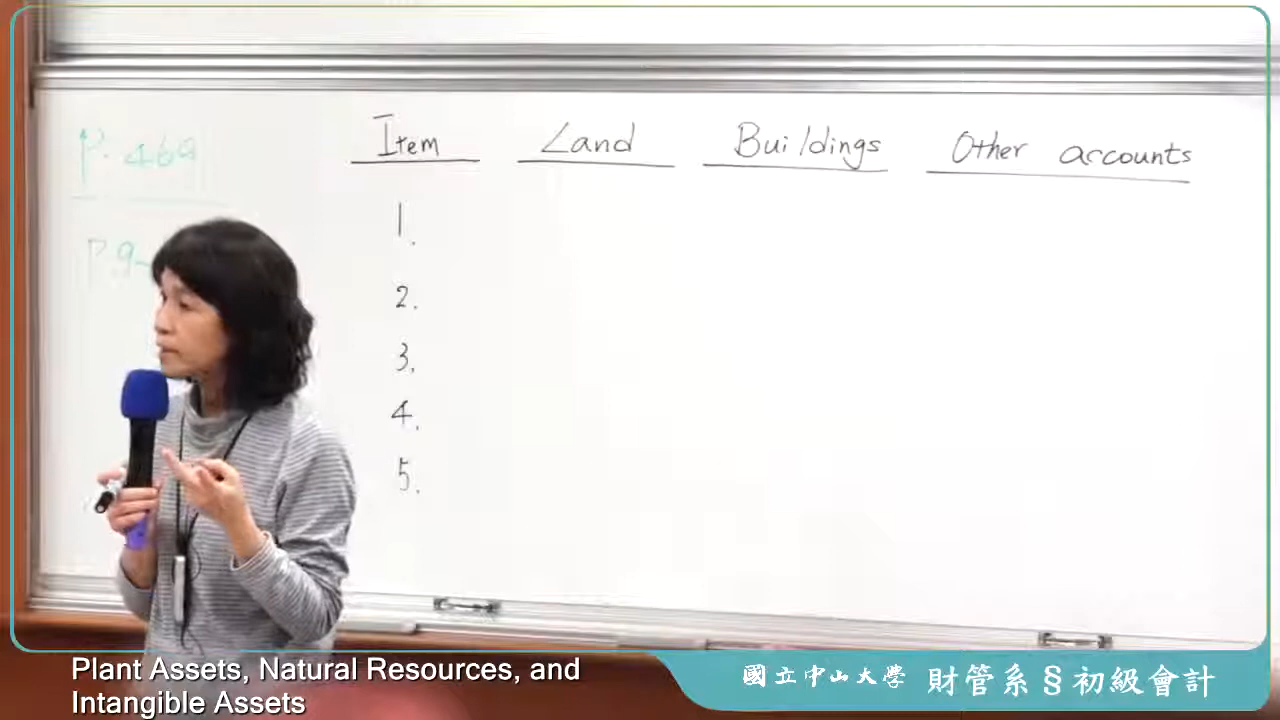 P. 469
P. 9-
Item Land Buildings Other accounts
1.
2.
3.
4.
5.
Plant Assets, Natural Resources, and
Intangible Assets
國立中山大學 財管系§初級會計